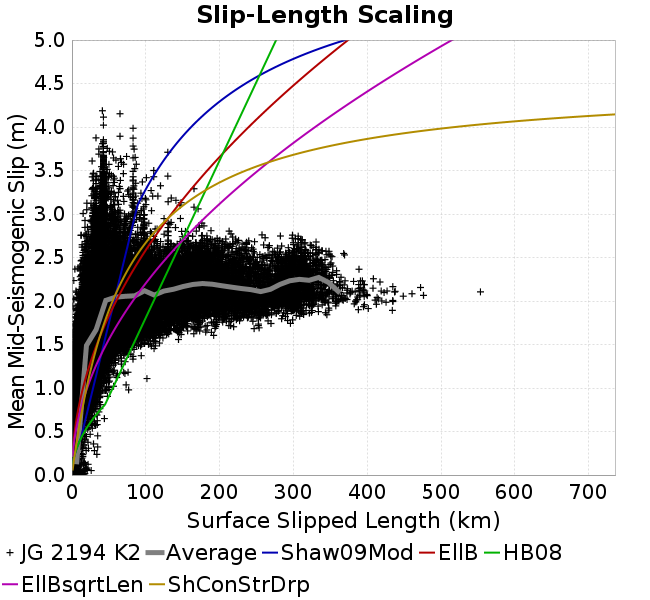 Slip-Length Scaling
Mean Mid-Seismogenic Slip (m)
5.0
4.5
4.0
3.5
3.0
2.5
2.0
1.5
1.0
0.5
0.0
0 100 200 300 400 500 600 700
Surface Slipped Length (km)
JG 2194 K2 Average Shaw09Mod EllB HB08
EllBsqrtLen ShConStrDrp